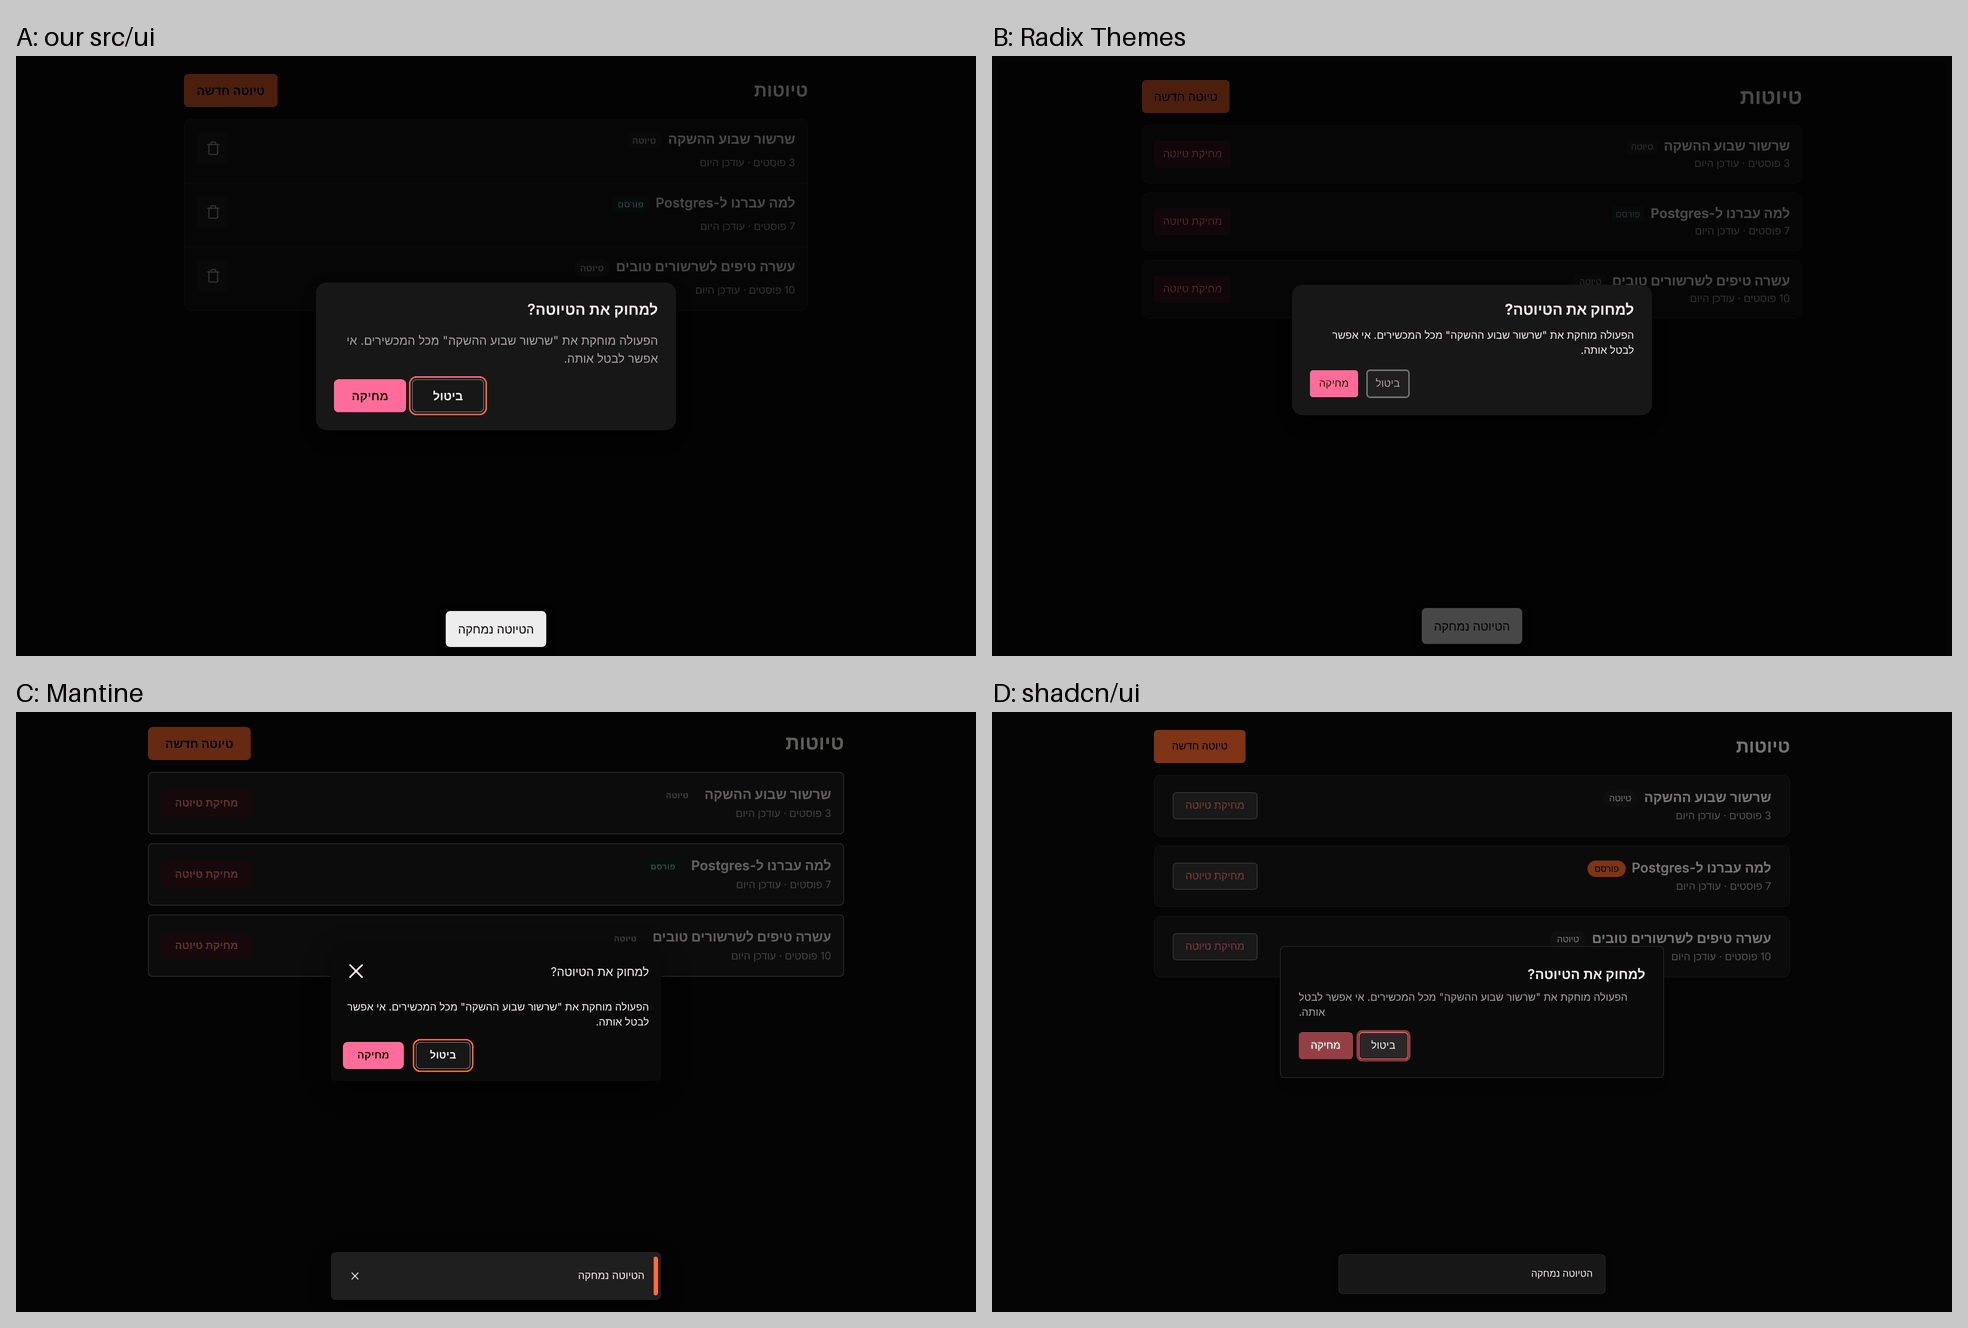 A: our src/ui
טיוטות
טיוטה חדשה
שרשור שבוע ההשקה טיוטה
3 פוסטים · עודכן היום
למה עברנו ל-Postgres פורסם
7 פוסטים · עודכן היום
עשרה טיפים לשרשורים טובים טיוטה
10 פוסטים · עודכן היום
למחוק את הטיוטה?
הפעולה מוחקת את "שרשור שבוע ההשקה" מכל המכשירים. אי
אפשר לבטל אותה.
ביטול
מחיקה
הטיוטה נמחקה
B: Radix Themes
טיוטות
טיוטה חדשה
שרשור שבוע ההשקה טיוטה
3 פוסטים · עודכן היום
מחיקת טיוטה
למה עברנו ל-Postgres פורסם
7 פוסטים · עודכן היום
מחיקת טיוטה
עשרה טיפים לשרשורים טובים טיוטה
10 פוסטים · עודכן היום
מחיקת טיוטה
למחוק את הטיוטה?
הפעולה מוחקת את "שרשור שבוע ההשקה" מכל המכשירים. אי אפשר
לבטל אותה.
ביטול
מחיקה
הטיוטה נמחקה
C: Mantine
טיוטות
טיוטה חדשה
שרשור שבוע ההשקה טיוטה
3 פוסטים · עודכן היום
מחיקת טיוטה
למה עברנו ל-Postgres פורסם
7 פוסטים · עודכן היום
מחיקת טיוטה
עשרה טיפים לשרשורים טובים טיוטה
10 פוסטים · עודכן היום
מחיקת טיוטה
למחוק את הטיוטה?
הפעולה מוחקת את "שרשור שבוע ההשקה" מכל המכשירים. אי אפשר
לבטל אותה.
ביטול
מחיקה
הטיוטה נמחקה
D: shadcn/ui
טיוטות
טיוטה חדשה
שרשור שבוע ההשקה טיוטה
3 פוסטים · עודכן היום
מחיקת טיוטה
למה עברנו ל-Postgres פורסם
7 פוסטים · עודכן היום
מחיקת טיוטה
עשרה טיפים לשרשורים טובים טיוטה
10 פוסטים · עודכן היום
מחיקת טיוטה
למחוק את הטיוטה?
הפעולה מוחקת את "שרשור שבוע ההשקה" מכל המכשירים. אי אפשר לבטל
אותה.
ביטול
מחיקה
הטיוטה נמחקה